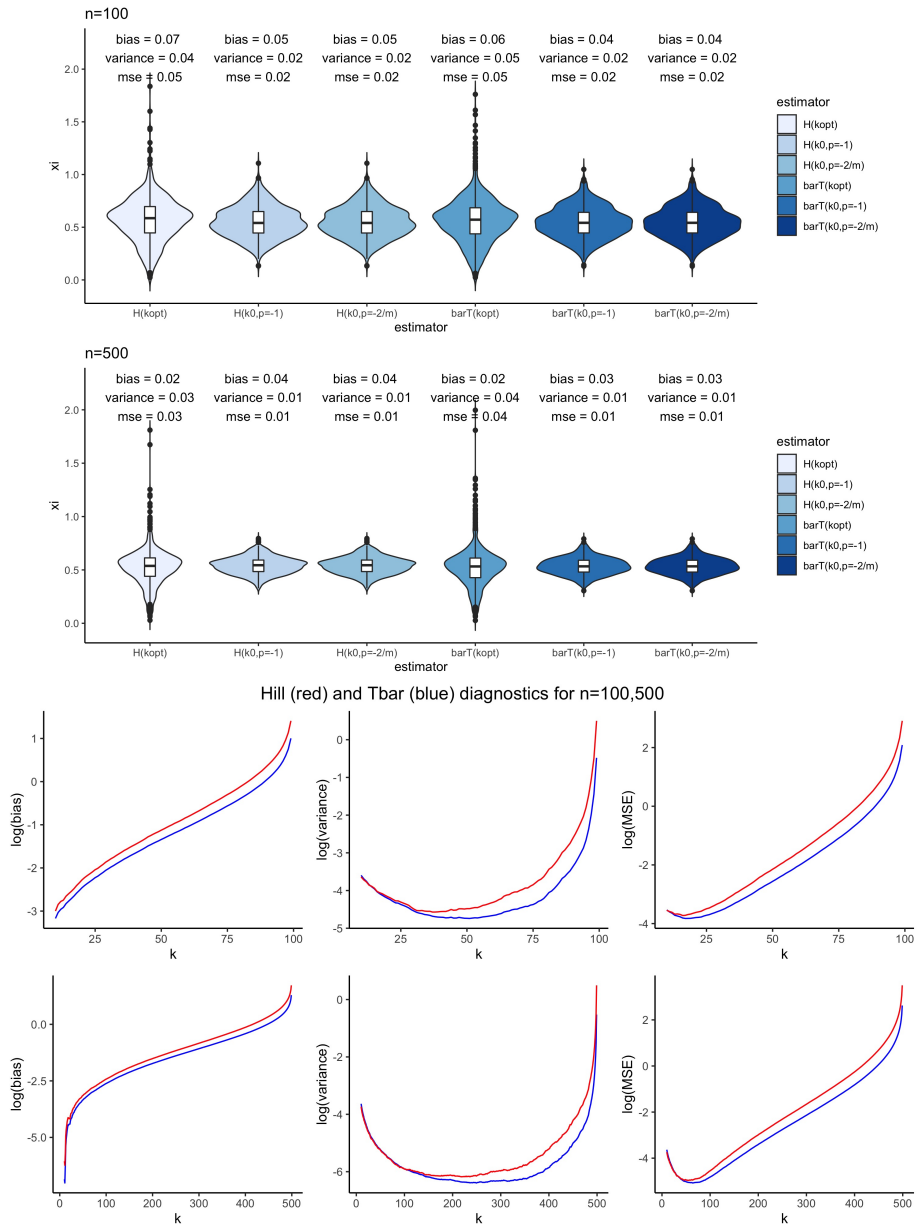 n=100
bias = 0.07 bias = 0.05 bias = 0.05 bias = 0.06 bias = 0.04 bias = 0.04
variance = 0.04 variance = 0.02 variance = 0.02 variance = 0.05 variance = 0.02 variance = 0.02
mse = 0.05 mse = 0.02 mse = 0.02 mse = 0.05 mse = 0.02 mse = 0.02
2.0
1.5
1.0
0.5
0.0
xi
H(kopt) H(k0,p=-1) H(k0,p=-2/m) barT(kopt) barT(k0,p=-1) barT(k0,p=-2/m)
estimator
estimator
H(kopt)
H(k0,p=-1)
H(k0,p=-2/m)
barT(kopt)
barT(k0,p=-1)
barT(k0,p=-2/m)
n=500
bias = 0.02 bias = 0.04 bias = 0.04 bias = 0.02 bias = 0.03 bias = 0.03
variance = 0.03 variance = 0.01 variance = 0.01 variance = 0.04 variance = 0.01 variance = 0.01
mse = 0.03 mse = 0.01 mse = 0.01 mse = 0.04 mse = 0.01 mse = 0.01
2.0
1.5
1.0
0.5
0.0
xi
H(kopt) H(k0,p=-1) H(k0,p=-2/m) barT(kopt) barT(k0,p=-1) barT(k0,p=-2/m)
estimator
estimator
H(kopt)
H(k0,p=-1)
H(k0,p=-2/m)
barT(kopt)
barT(k0,p=-1)
barT(k0,p=-2/m)
Hill (red) and Tbar (blue) diagnostics for n=100,500
log(bias)
1
0
-1
-2
-3
25 50 75 100
k
log(variance)
0
-1
-2
-3
-4
-5
25 50 75 100
k
log(MSE)
2
0
-2
-4
25 50 75 100
k
log(bias)
0.0
-2.5
-5.0
0 100 200 300 400 500
k
log(variance)
0
-2
-4
-6
0 100 200 300 400 500
k
log(MSE)
2
0
-2
-4
0 100 200 300 400 500
k